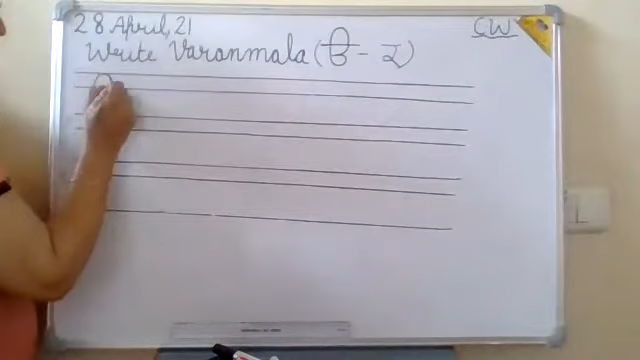 28 April, 21
CW
Write Varanmala (ੳ - ਹ)